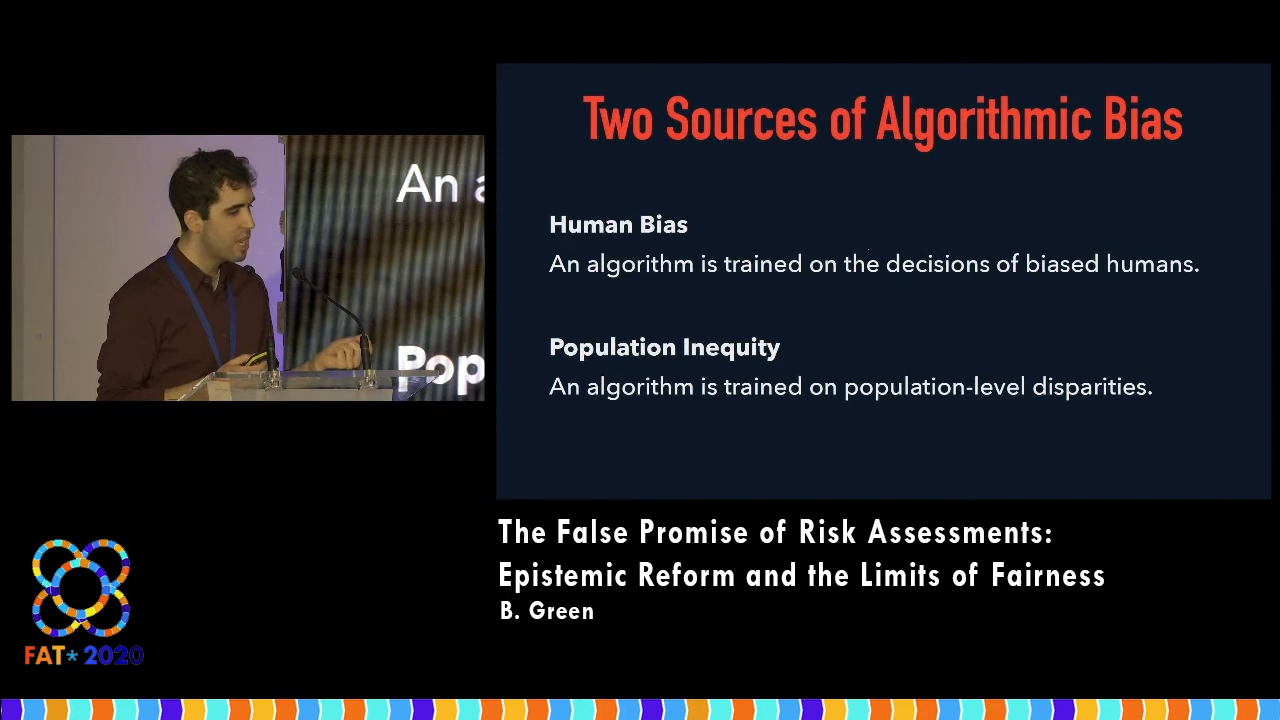 Two Sources of Algorithmic Bias
Human Bias
An algorithm is trained on the decisions of biased humans.
Population Inequity
An algorithm is trained on population-level disparities.
An a
Pop
The False Promise of Risk Assessments:
Epistemic Reform and the Limits of Fairness
B. Green
FAT* 2020